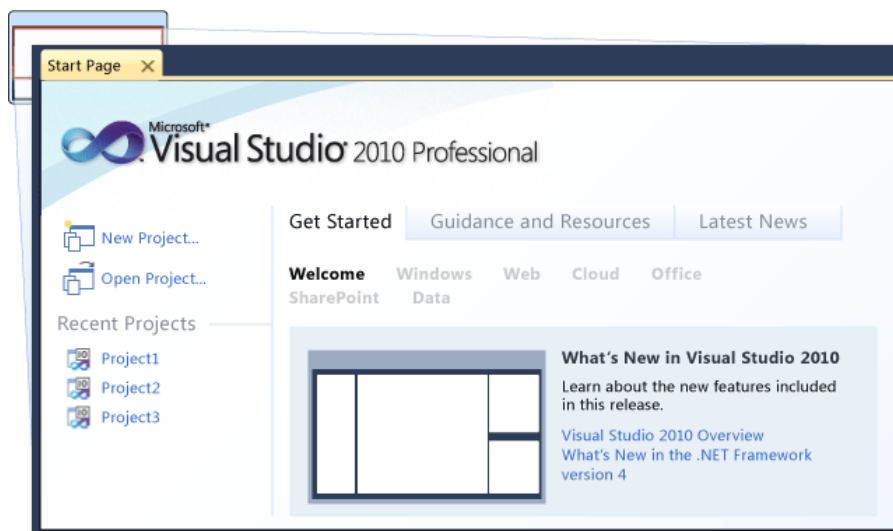 Start Page
Microsoft®
Visual Studio® 2010 Professional
New Project...
Open Project...
Recent Projects
Project1
Project2
Project3
Get Started Guidance and Resources Latest News
Welcome Windows Web Cloud Office
SharePoint Data
What's New in Visual Studio 2010
Learn about the new features included
in this release.
Visual Studio 2010 Overview
What's New in the .NET Framework
version 4